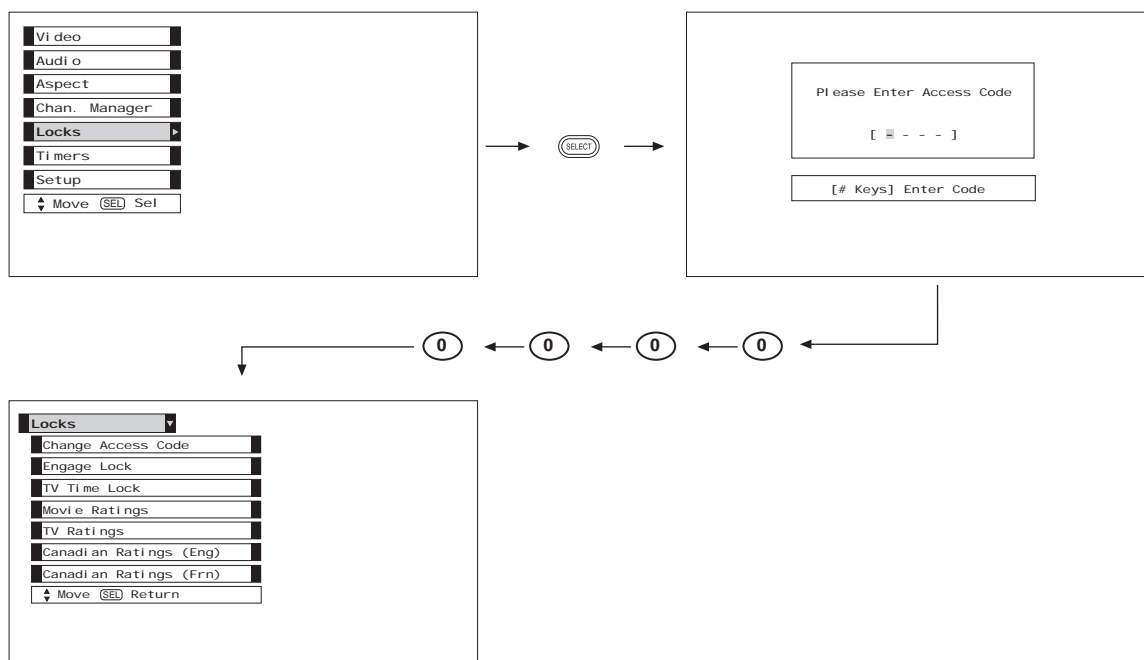 Video
Audio
Aspect
Chan. Manager
Locks
Timers
Setup
Move SEL Sel
SELECT
Please Enter Access Code
[ - - - - ]
[# Keys] Enter Code
0 0 0 0
Locks
Change Access Code
Engage Lock
TV Time Lock
Movie Ratings
TV Ratings
Canadian Ratings (Eng)
Canadian Ratings (Frn)
Move SEL Return